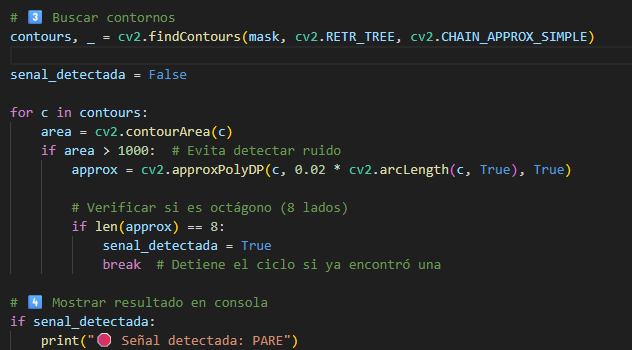 # 3️⃣ Buscar contornos
contours, _ = cv2.findContours(mask, cv2.RETR_TREE, cv2.CHAIN_APPROX_SIMPLE)
senal_detectada = False
for c in contours:
area = cv2.contourArea(c)
if area > 1000:  # Evita detectar ruido
approx = cv2.approxPolyDP(c, 0.02 * cv2.arcLength(c, True), True)
# Verificar si es octágono (8 lados)
if len(approx) == 8:
senal_detectada = True
break  # Detiene el ciclo si ya encontró una
# 4️⃣ Mostrar resultado en consola
if senal_detectada:
print("🛑 Señal detectada: PARE")